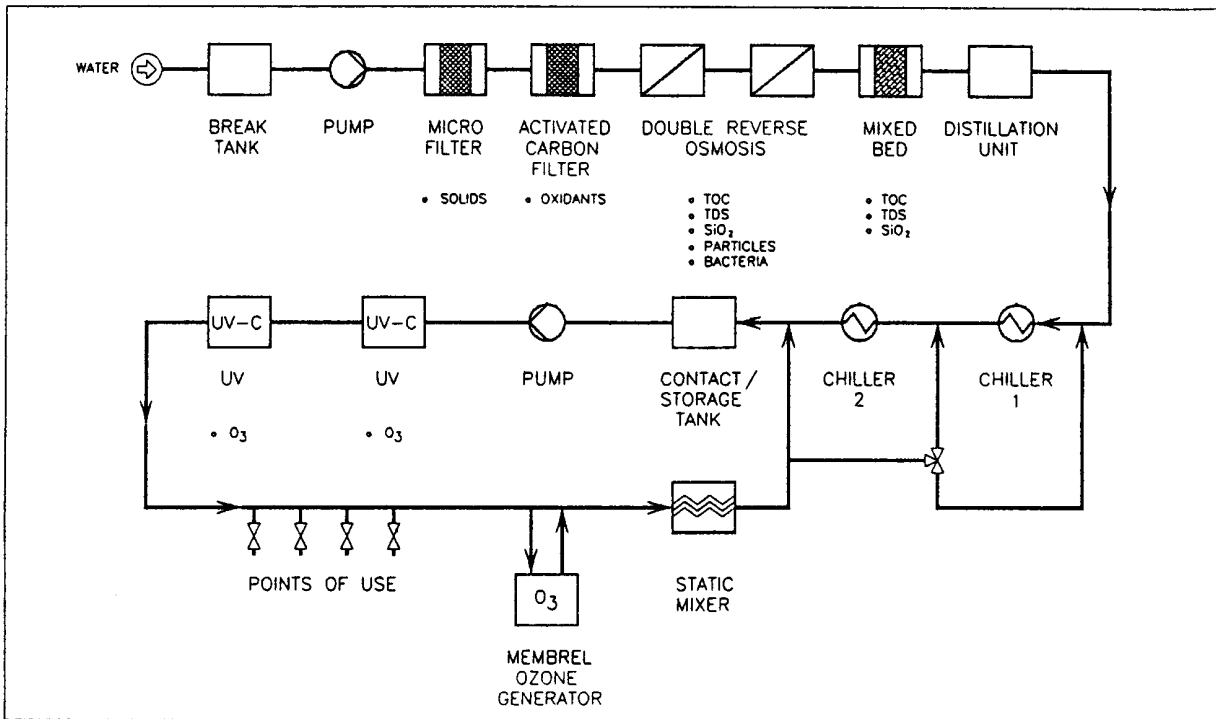 WATER
BREAK
TANK
PUMP
MICRO
FILTER
ACTIVATED
CARBON
FILTER
DOUBLE REVERSE
OSMOSIS
MIXED
BED
DISTILLATION
UNIT
• SOLIDS
• OXIDANTS
• TOC
• TDS
• SiO₂
• PARTICLES
• BACTERIA
• TOC
• TDS
• SiO₂
UV-C
UV-C
UV
UV
PUMP
CONTACT/
STORAGE
TANK
CHILLER
2
CHILLER
1
• O₃
• O₃
POINTS OF USE
O₃
STATIC
MIXER
MEMBREL
OZONE
GENERATOR